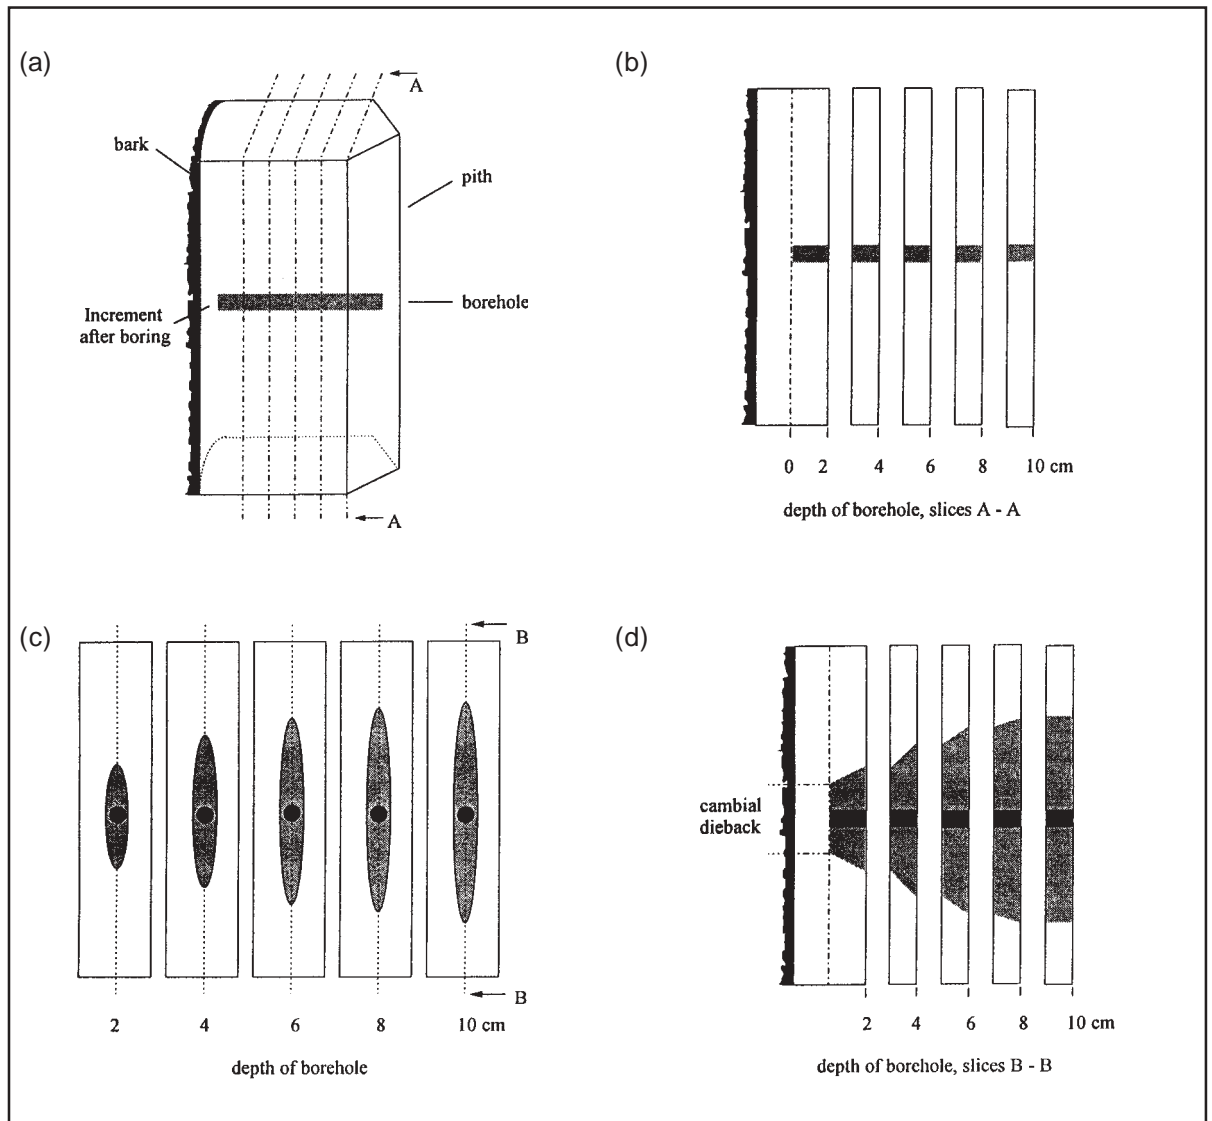 (a)
A
bark
pith
Increment
after boring
borehole
A
(b)
0 2 4 6 8 10 cm
depth of borehole, slices A - A
(c)
B
B
2 4 6 8 10 cm
depth of borehole
(d)
cambial
dieback
2 4 6 8 10 cm
depth of borehole, slices B - B